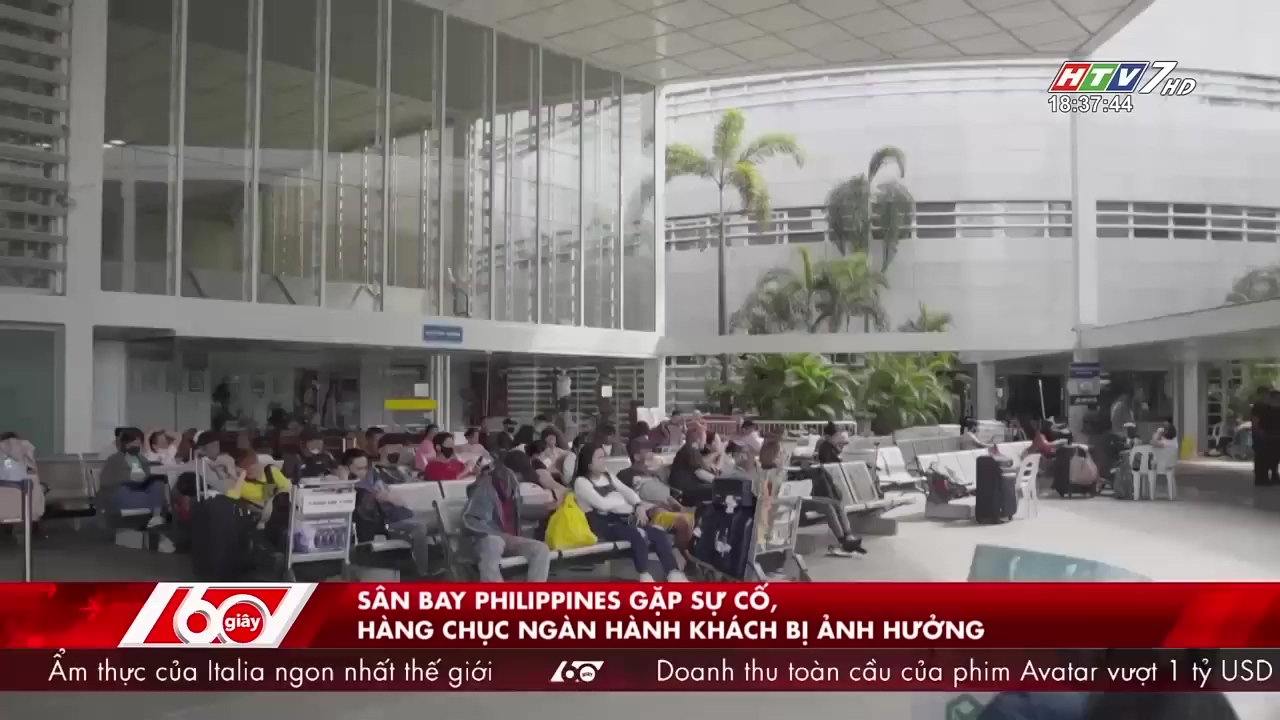 HTV7 HD
18:37:44
60 giây
SÂN BAY PHILIPPINES GẶP SỰ CỐ,
HÀNG CHỤC NGÀN HÀNH KHÁCH BỊ ẢNH HƯỞNG
Ẩm thực của Italia ngon nhất thế giới 60 giây Doanh thu toàn cầu của phim Avatar vượt 1 tỷ USD